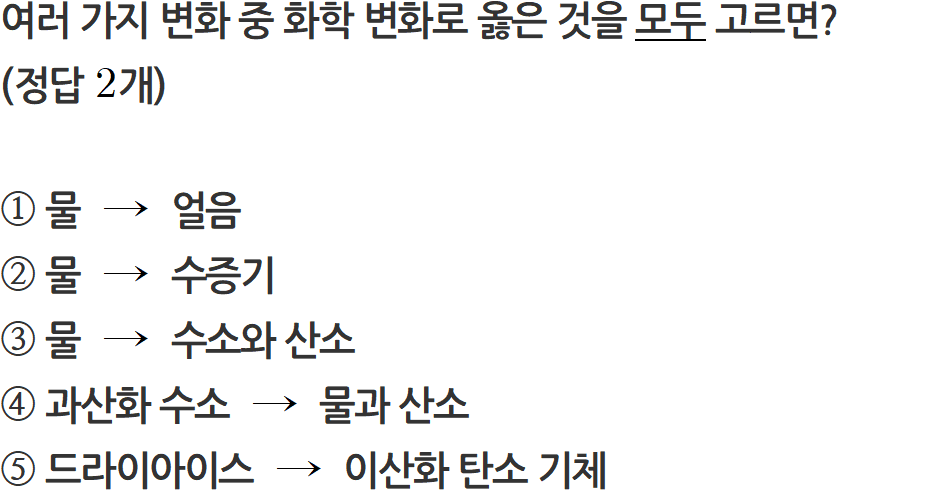 여러 가지 변화 중 화학 변화로 옳은 것을 모두 고르면?
(정답 2개)
① 물 → 얼음
② 물 → 수증기
③ 물 → 수소와 산소
④ 과산화 수소 → 물과 산소
⑤ 드라이아이스 → 이산화 탄소 기체